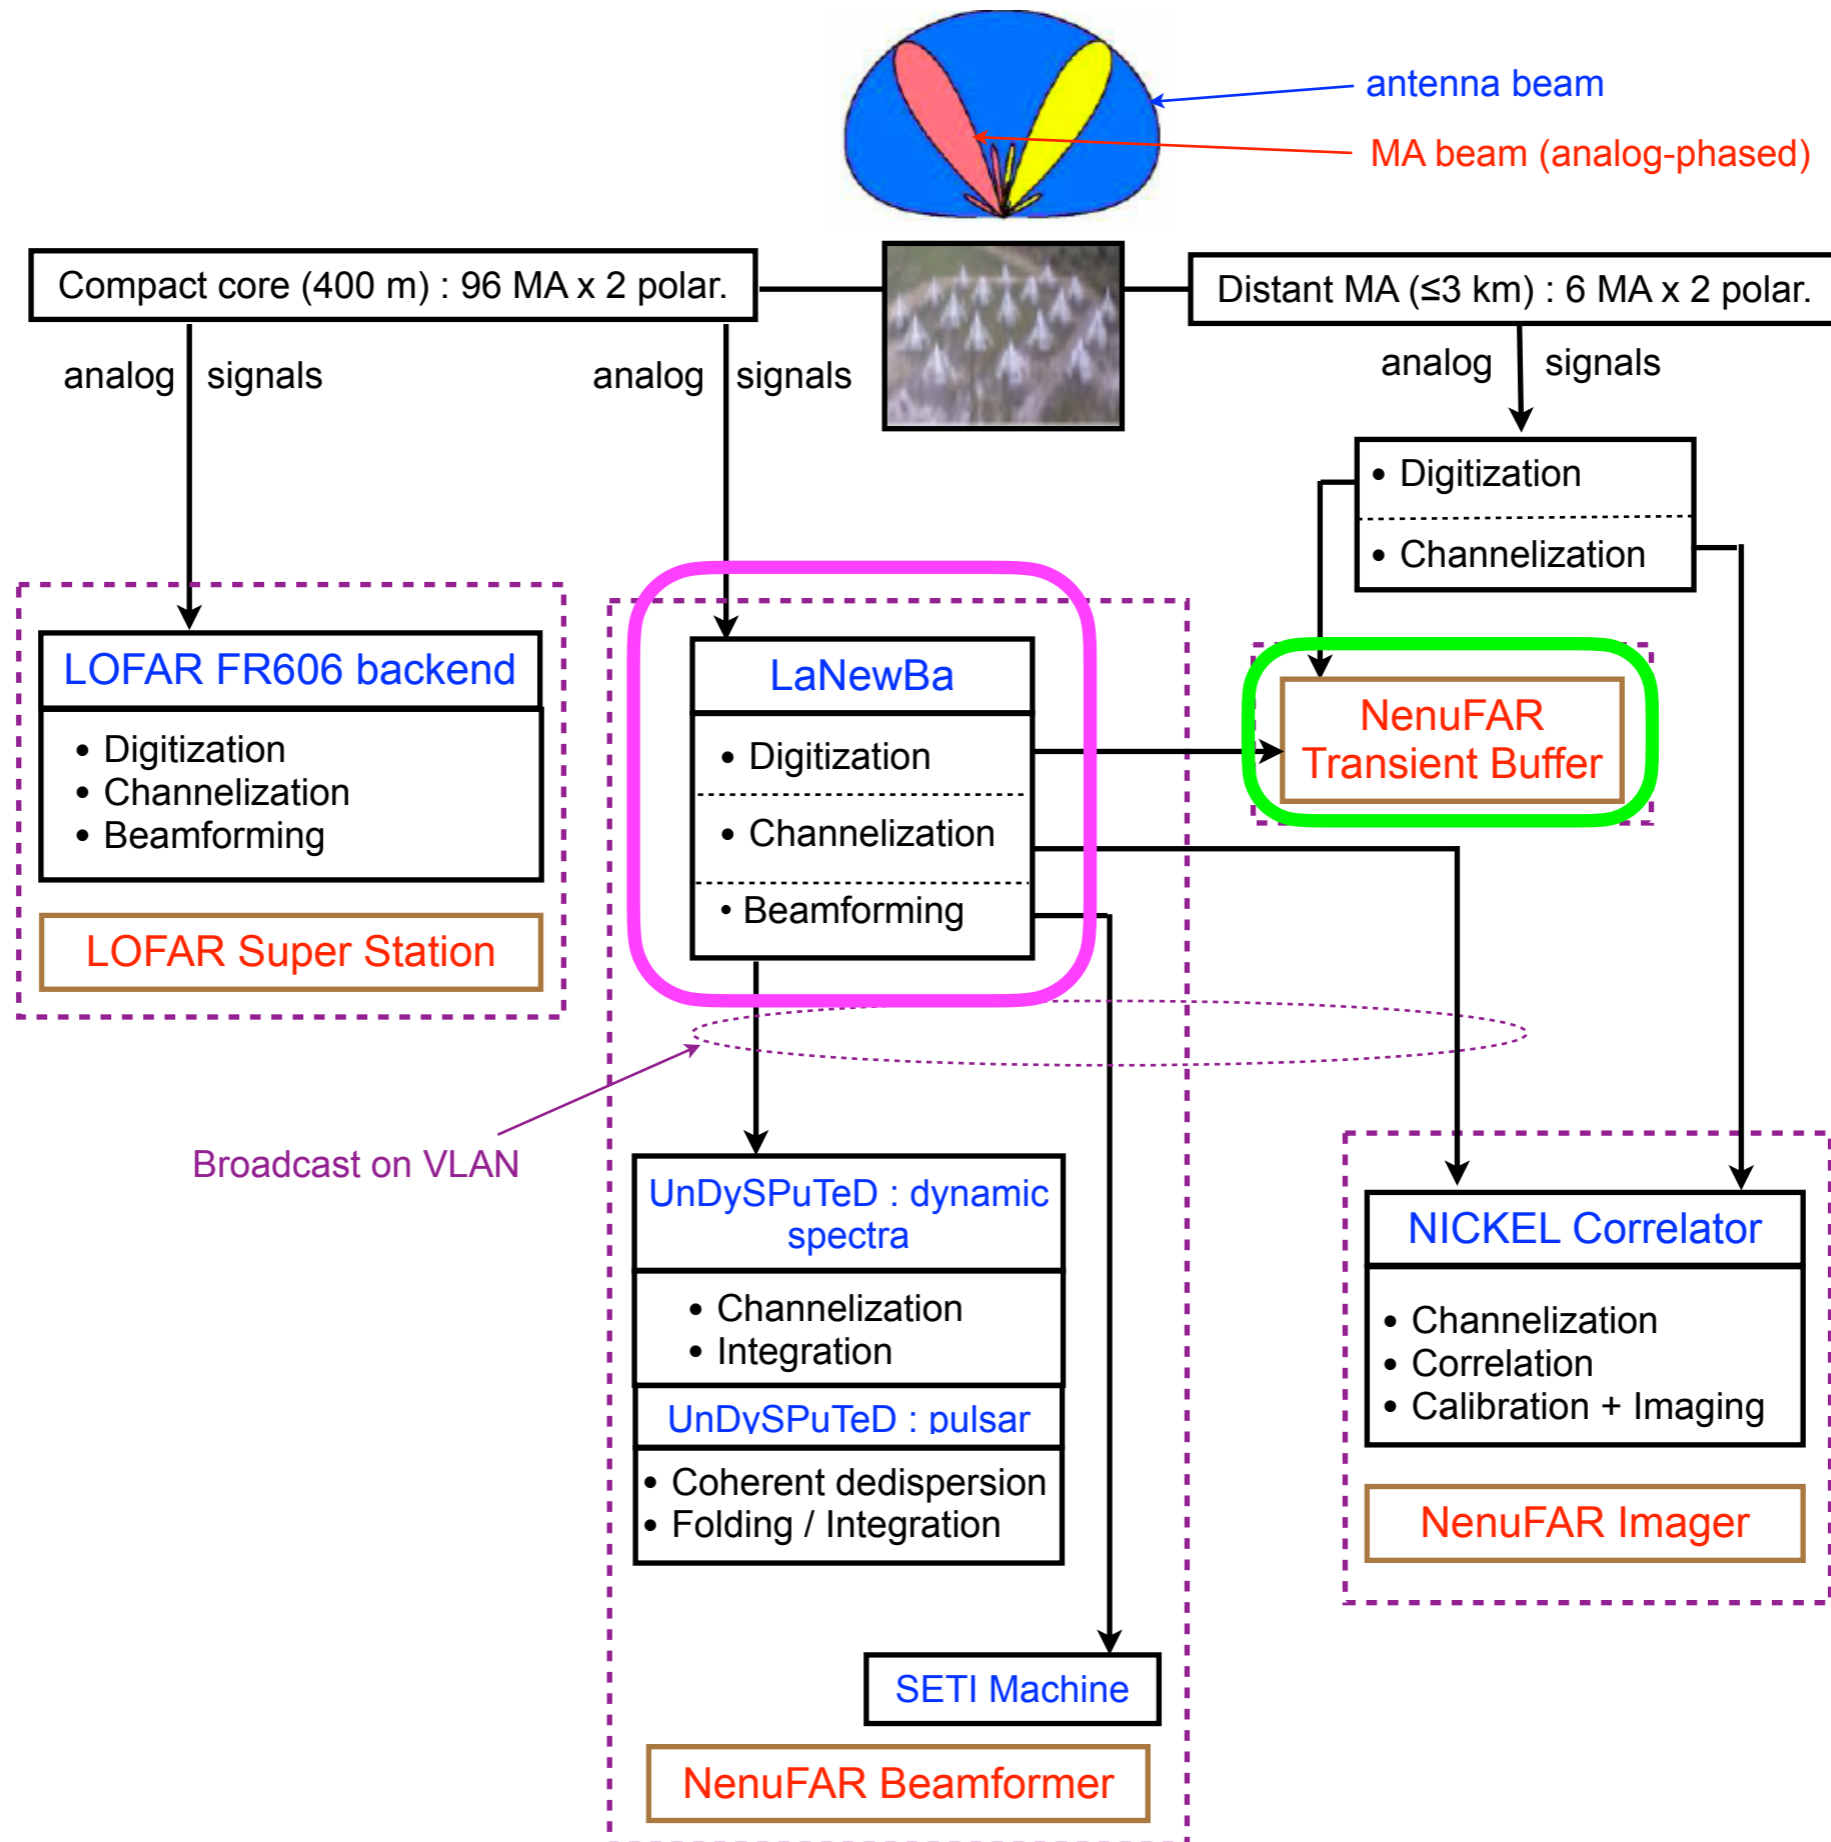 antenna beam
MA beam (analog-phased)
Compact core (400 m) : 96 MA x 2 polar.
Distant MA (≤3 km) : 6 MA x 2 polar.
analog signals
analog signals
analog signals
• Digitization
• Channelization
LOFAR FR606 backend
• Digitization
• Channelization
• Beamforming
LOFAR Super Station
LaNewBa
• Digitization
• Channelization
• Beamforming
NenuFAR
Transient Buffer
Broadcast on VLAN
UnDySPuTeD : dynamic
spectra
• Channelization
• Integration
UnDySPuTeD : pulsar
• Coherent dedispersion
• Folding / Integration
SETI Machine
NenuFAR Beamformer
NICKEL Correlator
• Channelization
• Correlation
• Calibration + Imaging
NenuFAR Imager